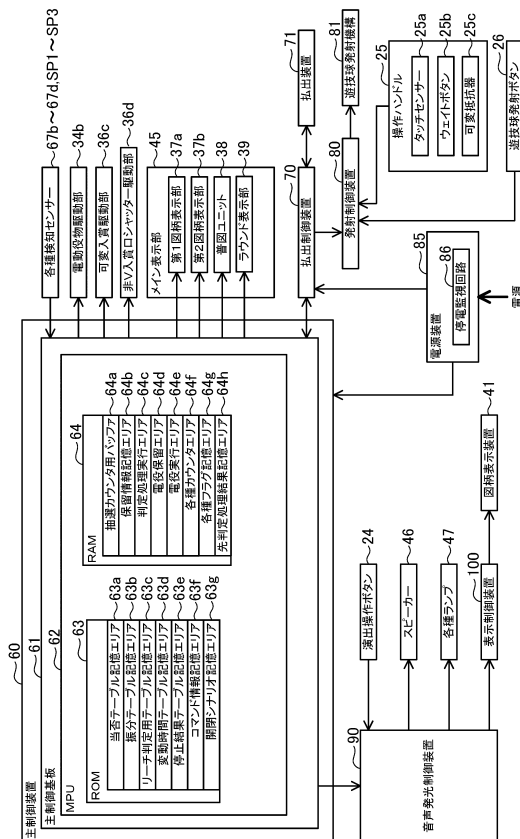 主制御装置
60
主制御基板
61
MPU
62
ROM
63
当否テーブル記憶エリア
63a
振分テーブル記憶エリア
63b
リーチ判定用テーブル記憶エリア
63c
変動時間テーブル記憶エリア
63d
停止結果テーブル記憶エリア
63e
コマンド情報記憶エリア
63f
開閉シナリオ記憶エリア
63g
RAM
64
抽選カウンタ用バッファ
64a
保留情報記憶エリア
64b
判定処理実行エリア
64c
電役保留エリア
64d
電役実行エリア
64e
各種カウンタエリア
64f
各種フラグ記憶エリア
64g
先判定処理結果記憶エリア
64h
各種検知センサー
67b～67d,SP1～SP3
電動役物駆動部
34b
可変入賞駆動部
36c
非V入賞口シャッター駆動部
36d
メイン表示部
45
第1図柄表示部
37a
第2図柄表示部
37b
普図ユニット
38
ラウンド表示部
39
払出制御装置
70
払出装置
71
発射制御装置
80
遊技球発射機構
81
操作ハンドル
25
タッチセンサー
25a
ウェイトボタン
25b
可変抵抗器
25c
遊技球発射ボタン
26
電源装置
85
停電監視回路
86
電源
音声発光制御装置
90
演出操作ボタン
24
スピーカー
46
各種ランプ
47
表示制御装置
100
図柄表示装置
41